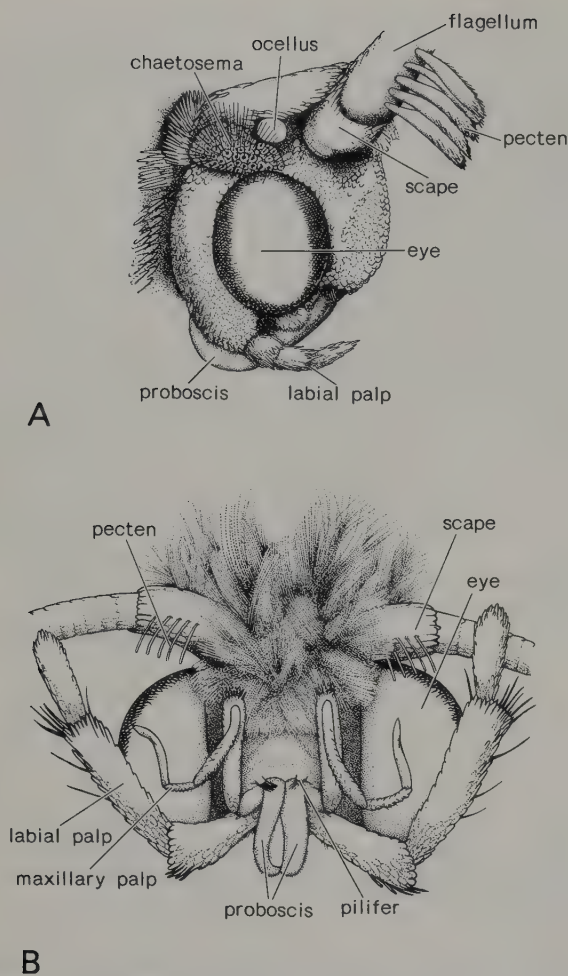 flagellum
ocellus
chaetosema
pecten
scape
eye
proboscis
labial palp
A
pecten
scape
eye
labial palp
maxillary palp
proboscis
pilifer
B